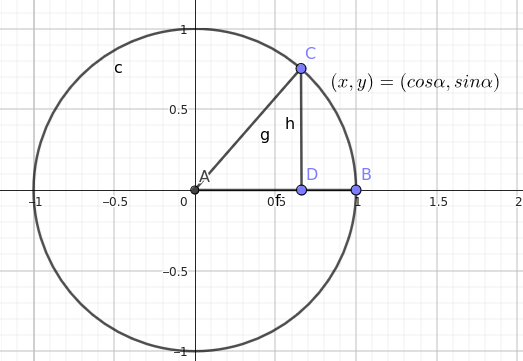 1
C
c
(x, y) = (cosα, sinα)
0.5
h
g
A
D
B
−1
−0.5
0
0.5
f
1
1.5
2
−0.5
−1